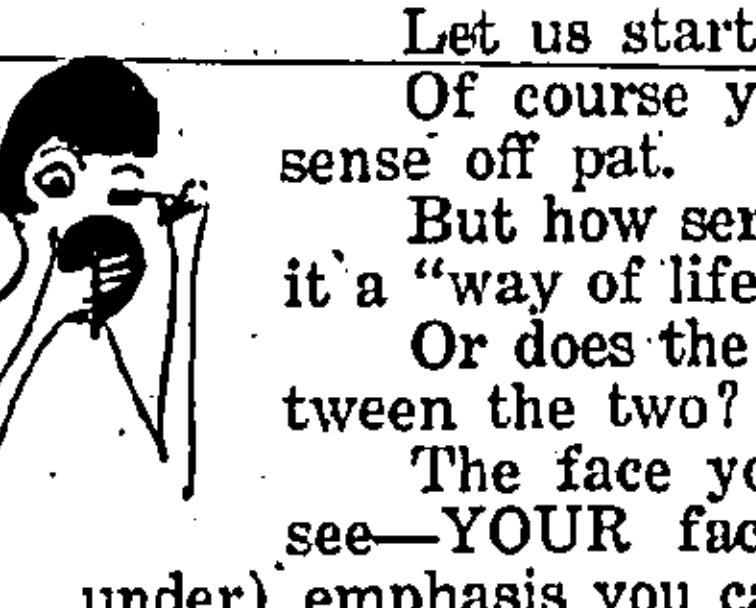 Let us start
Of course y
sense off pat.
But how ser
it a "way of life
Or does the
tween the two?
The face yo
see—YOUR fac
under) emphasis you ca